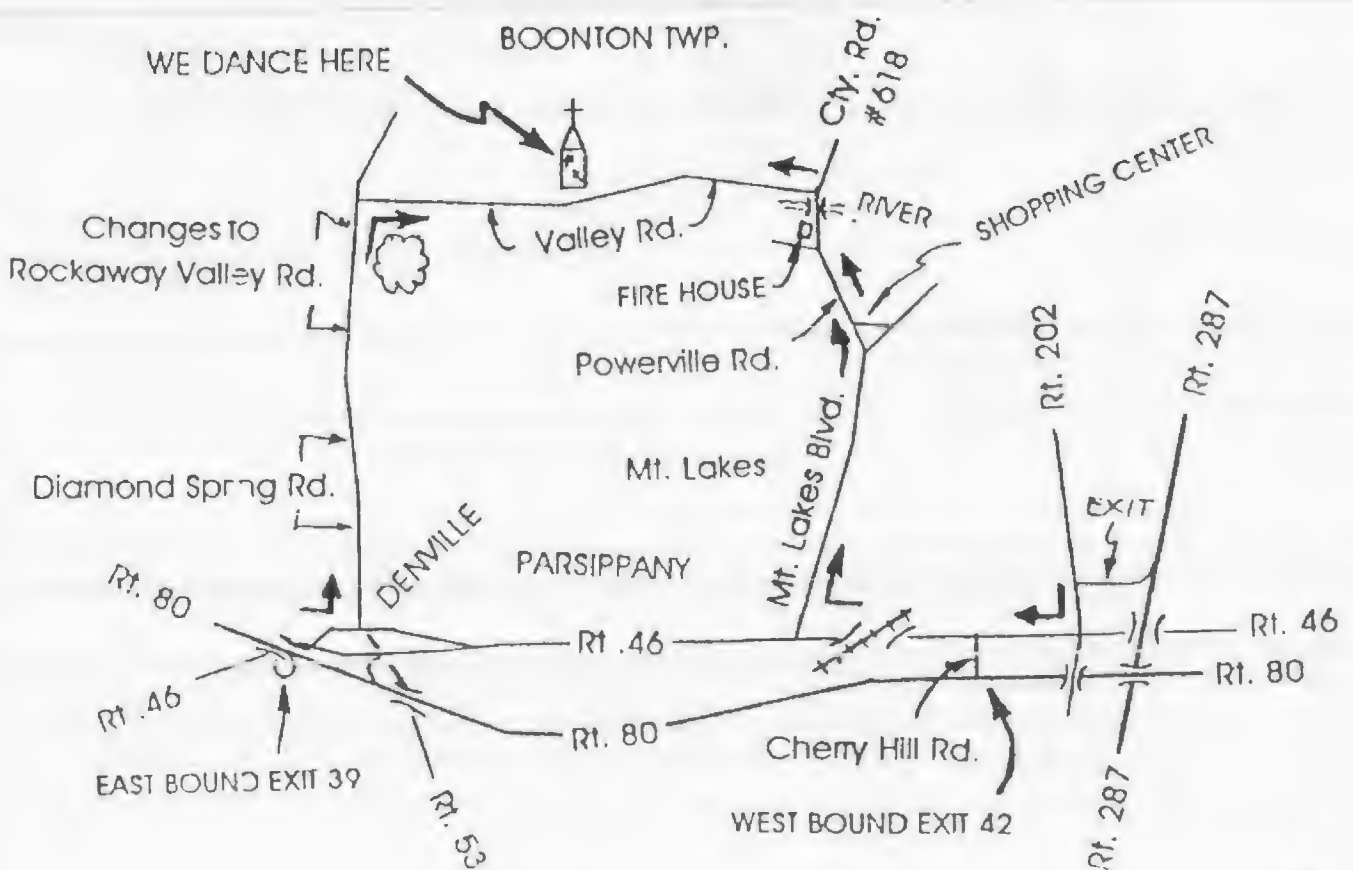 BOONTON TWP.
WE DANCE HERE
Cty. Rd.
#618
SHOPPING CENTER
RIVER
Changes to
Rockaway Valley Rd.
Valley Rd.
FIRE HOUSE
Powerville Rd.
Rt. 202
Rt. 287
Mt. Lakes Blvd.
Mt. Lakes
Diamond Spring Rd.
EXIT
DENVILLE
PARSIPPANY
Rt. 80
Rt .46
Rt. 46
Rt. 80
Rt .46
Rt. 80
Cherry Hill Rd.
EAST BOUND EXIT 39
Rt. 53
WEST BOUND EXIT 42
Rt. 287